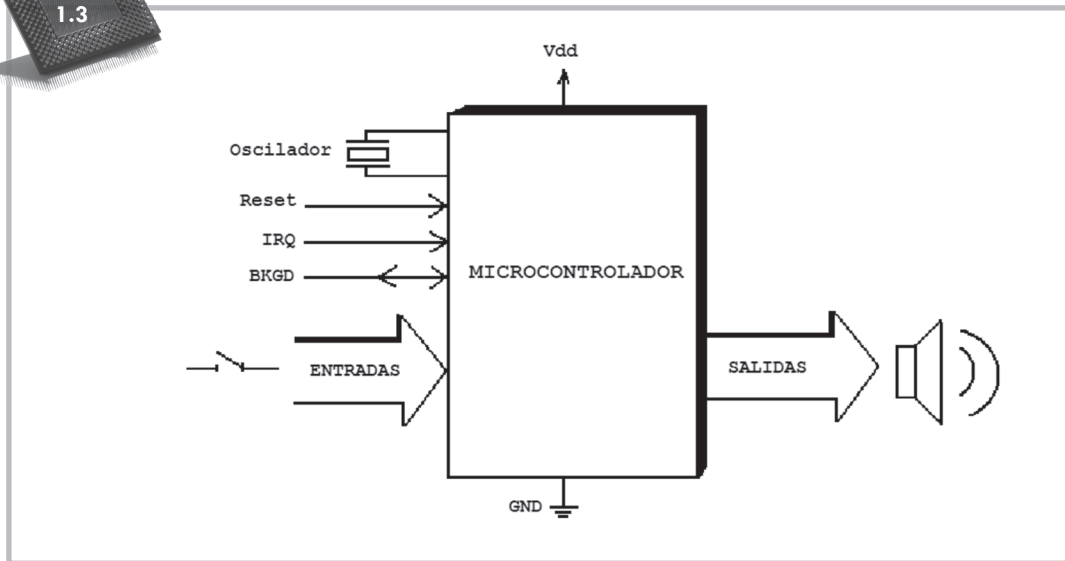 1.3
Vdd
Oscilador
Reset
IRQ
BKGD
MICROCONTROLADOR
ENTRADAS
SALIDAS
GND